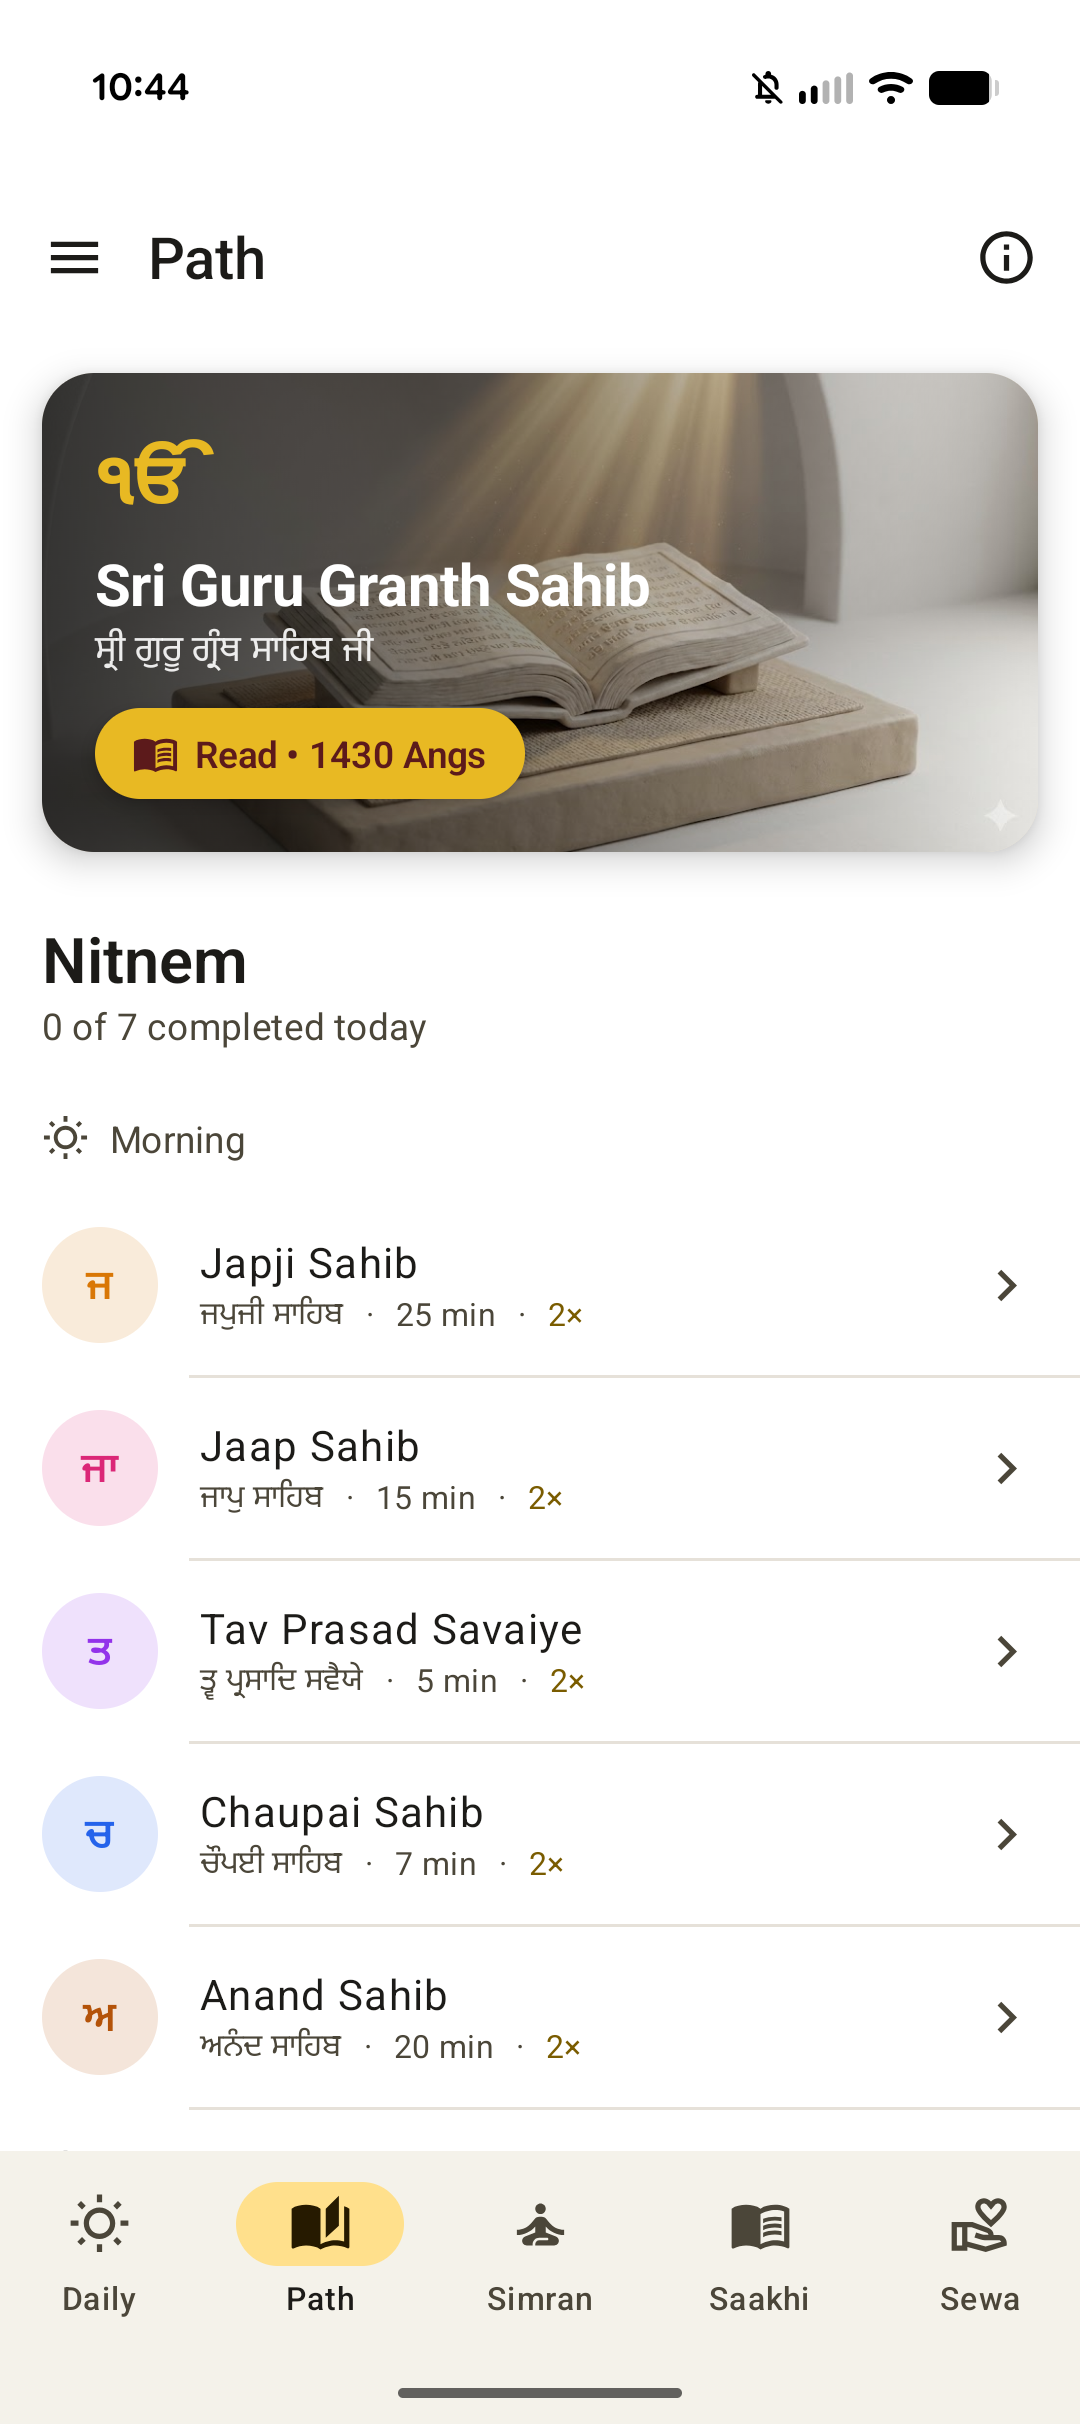 10:44
Path
ੴ
Sri Guru Granth Sahib
ਸ੍ਰੀ ਗੁਰੂ ਗ੍ਰੰਥ ਸਾਹਿਬ ਜੀ
Read • 1430 Angs
Nitnem
0 of 7 completed today
Morning
ਜ
Japji Sahib
ਜਪੁਜੀ ਸਾਹਿਬ · 25 min · 2×
ਜਾ
Jaap Sahib
ਜਾਪੁ ਸਾਹਿਬ · 15 min · 2×
ਤ
Tav Prasad Savaiye
ਤ੍ਵ ਪ੍ਰਸਾਦਿ ਸਵੈਯੇ · 5 min · 2×
ਚ
Chaupai Sahib
ਚੌਪਈ ਸਾਹਿਬ · 7 min · 2×
ਅ
Anand Sahib
ਅਨੰਦ ਸਾਹਿਬ · 20 min · 2×
Daily Path Simran Saakhi Sewa